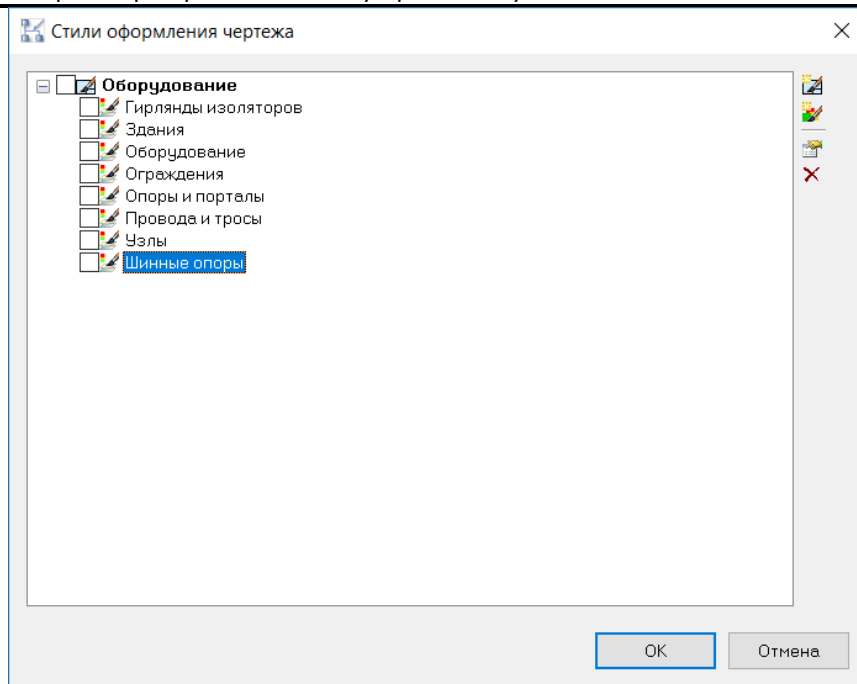 Стили оформления чертежа
Оборудование
Гирлянды изоляторов
Здания
Оборудование
Ограждения
Опоры и порталы
Провода и тросы
Узлы
Шинные опоры
OK
Отмена